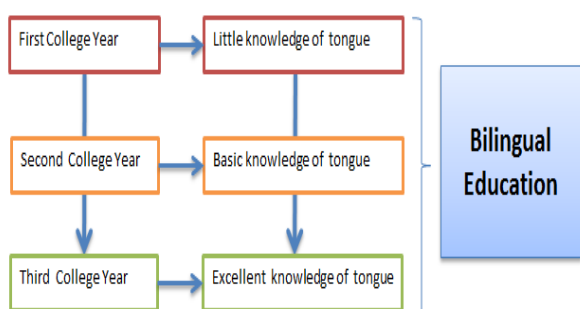 First College Year
Little knowledge of tongue
Second College Year
Basic knowledge of tongue
Third College Year
Excellent knowledge of tongue
Bilingual
Education